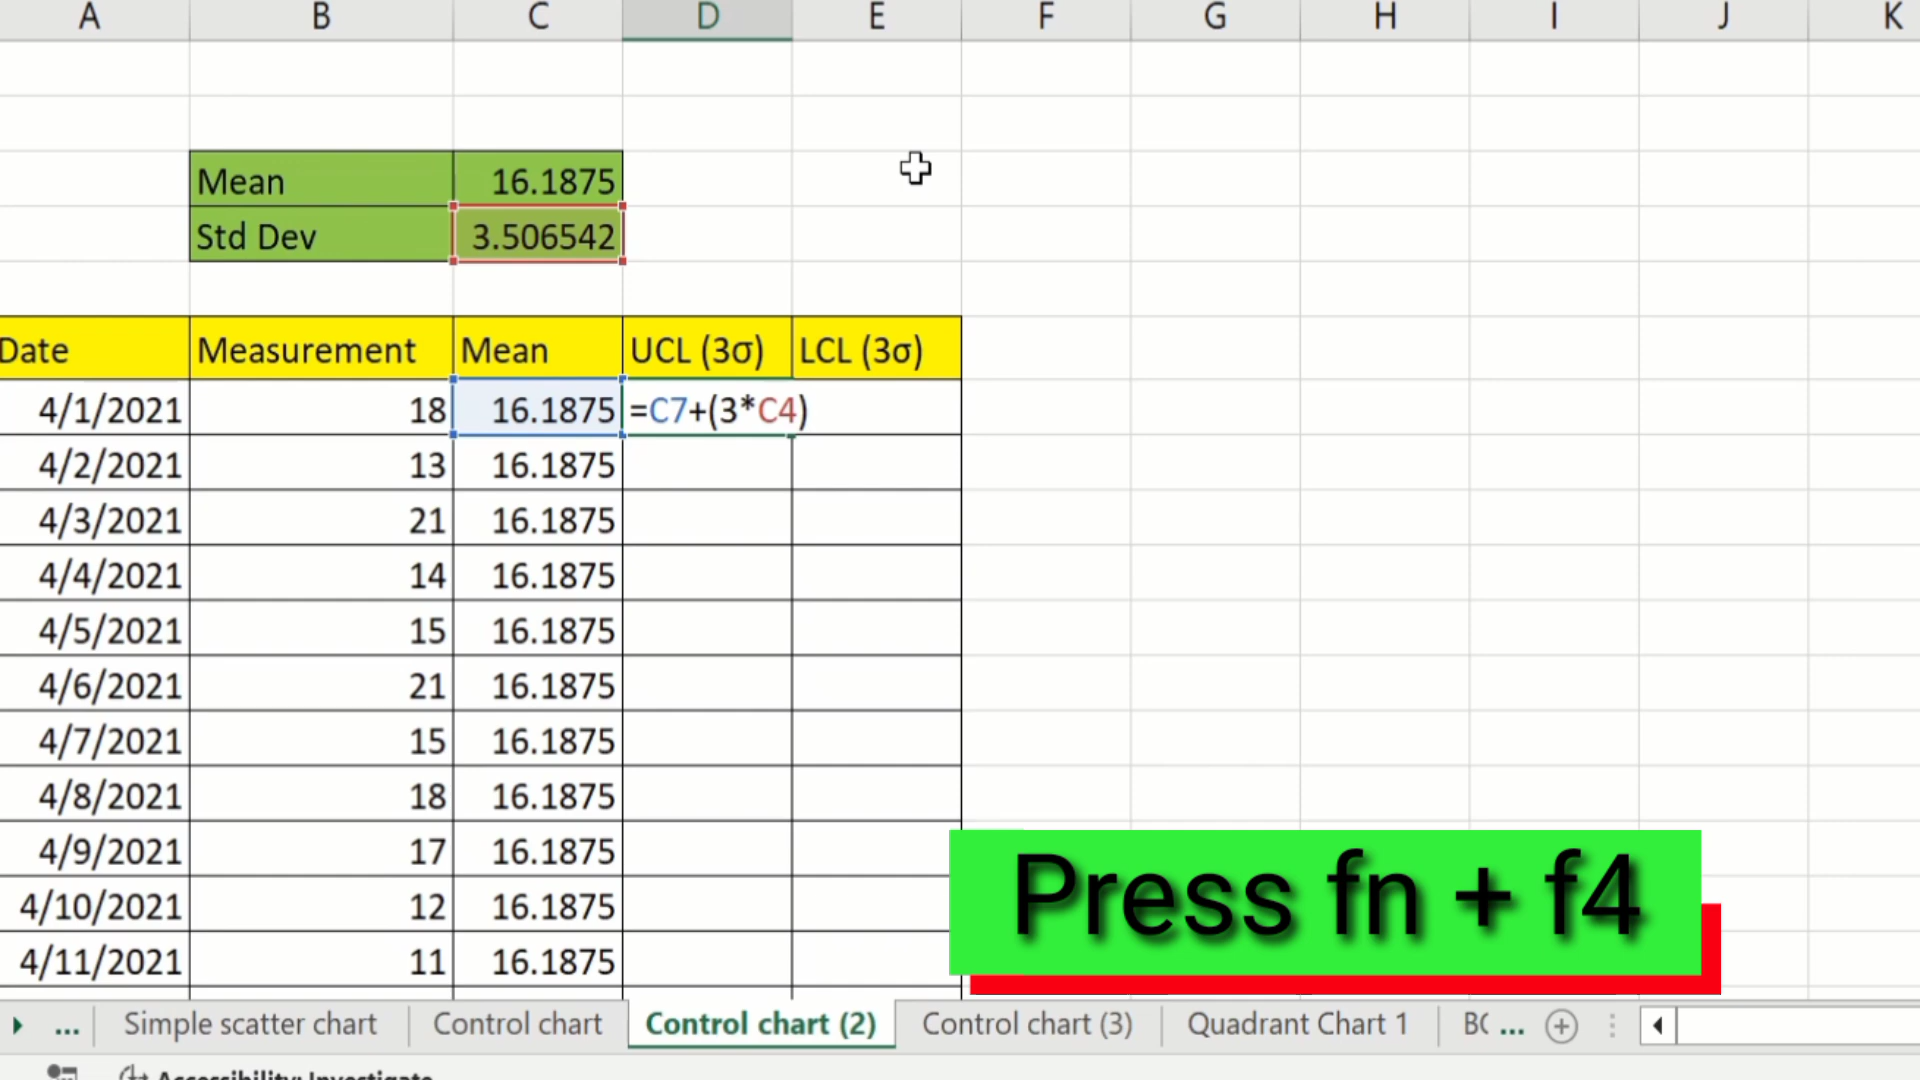 A B C D E F G H I J K
Mean 16.1875
Std Dev 3.506542
Date Measurement Mean UCL (3σ) LCL (3σ)
4/1/2021 18 16.1875 =C7+(3*C4)
4/2/2021 13 16.1875
4/3/2021 21 16.1875
4/4/2021 14 16.1875
4/5/2021 15 16.1875
4/6/2021 21 16.1875
4/7/2021 15 16.1875
4/8/2021 18 16.1875
4/9/2021 17 16.1875
4/10/2021 12 16.1875
4/11/2021 11 16.1875
Press fn + f4
... Simple scatter chart Control chart Control chart (2) Control chart (3) Quadrant Chart 1 ...
Accessibility: Investigate